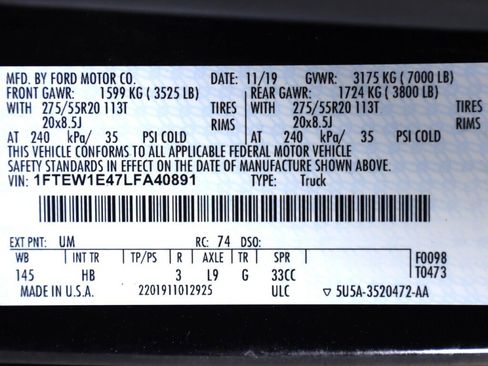 MFD. BY FORD MOTOR CO. DATE: 11/19 GVWR: 3175 KG ( 7000 LB)
FRONT GAWR: 1599 KG ( 3525 LB) REAR GAWR: 1724 KG ( 3800 LB)
WITH 275/55R20 113T TIRES WITH 275/55R20 113T TIRES
20x8.5J RIMS 20x8.5J RIMS
AT 240 kPa/ 35 PSI COLD AT 240 kPa/ 35 PSI COLD
THIS VEHICLE CONFORMS TO ALL APPLICABLE FEDERAL MOTOR VEHICLE
SAFETY STANDARDS IN EFFECT ON THE DATE OF MANUFACTURE SHOWN ABOVE.
VIN: 1FTEW1E47LFA40891 TYPE: Truck
EXT PNT: UM RC: 74 DSO:
WB INT TR TP/PS R AXLE TR SPR F0098
145 HB 3 L9 G 33CC T0473
MADE IN U.S.A. 2201911012925 ULC ▽ 5U5A-3520472-AA